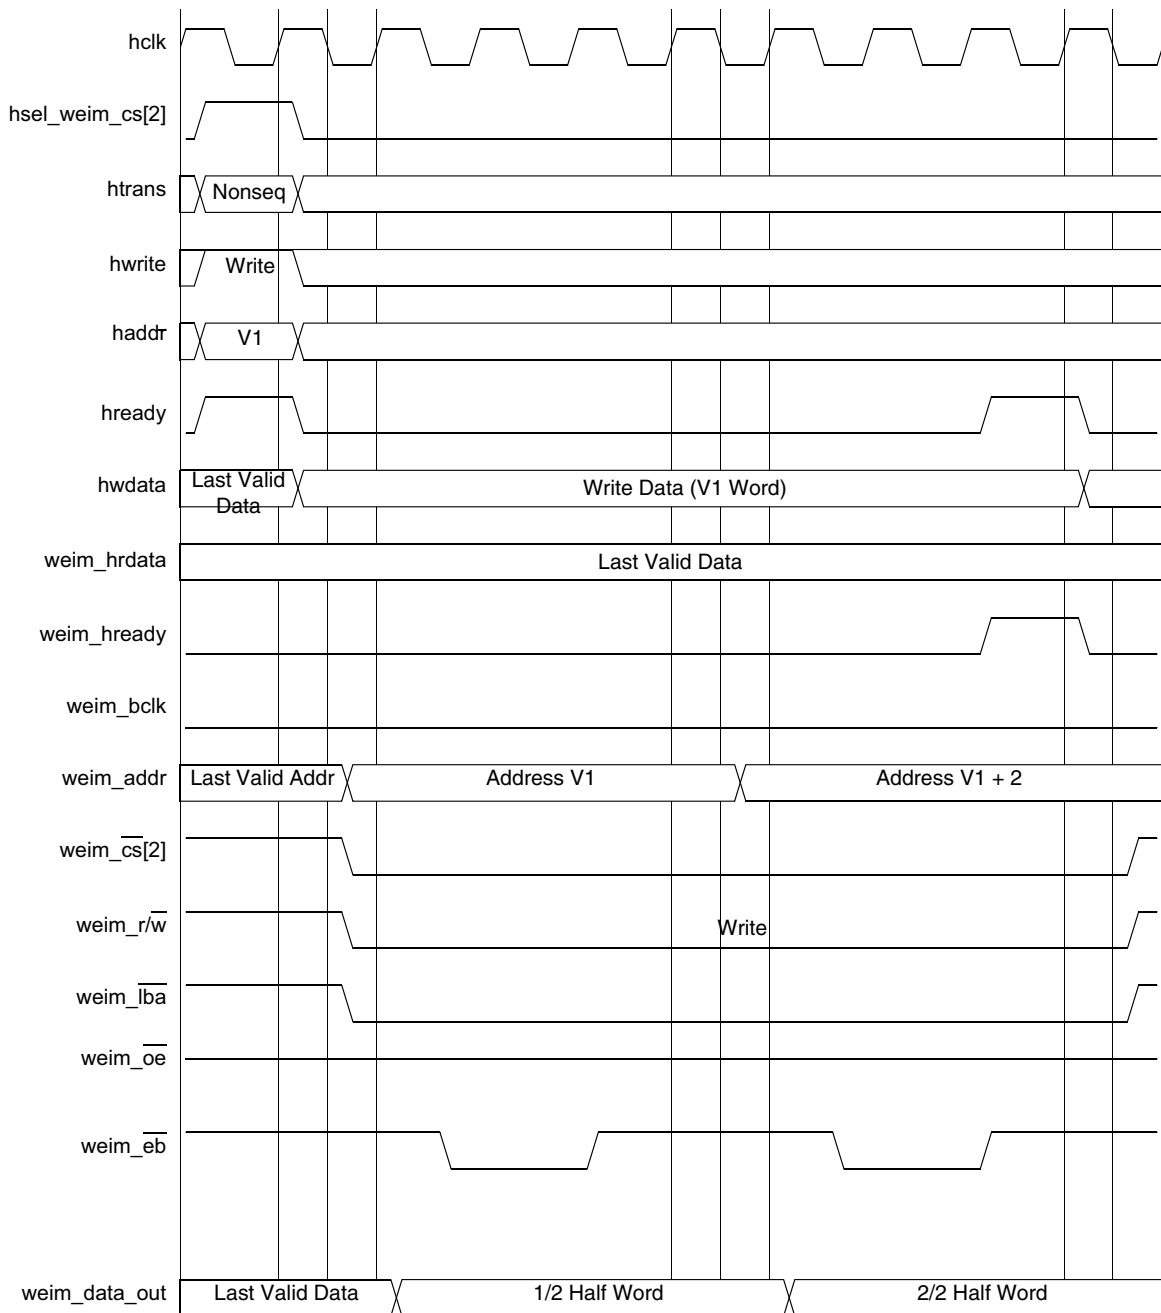 hclk
hsel_weim_cs[2]
htrans
Nonseq
hwrite
Write
haddr
V1
hready
hwdata
Last Valid
Data
Write Data (V1 Word)
weim_hrdata
Last Valid Data
weim_hready
weim_bclk
weim_addr
Last Valid Addr
Address V1
Address V1 + 2
weim_cs[2]
weim_r/w
Write
weim_lba
weim_oe
weim_eb
weim_data_out
Last Valid Data
1/2 Half Word
2/2 Half Word